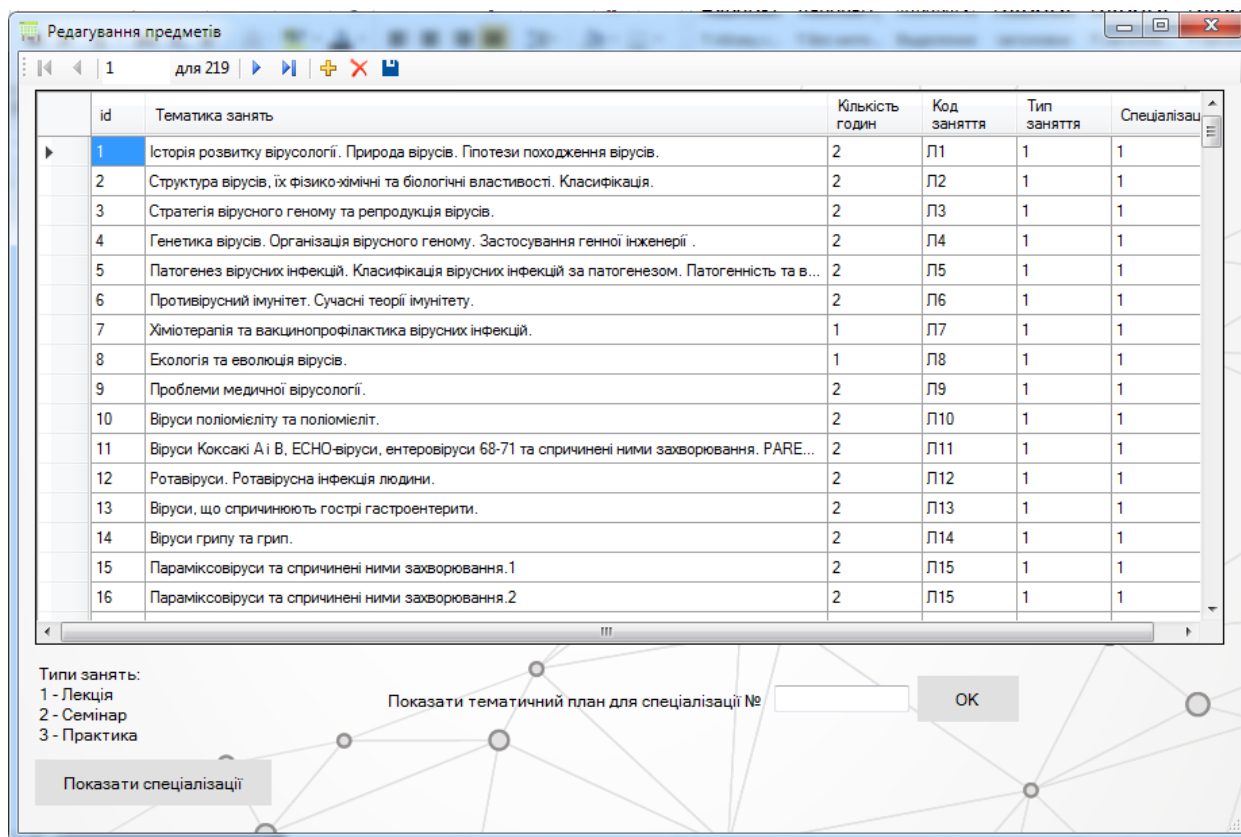 Редагування предметів
1 для 219
id Тематика занять Кількість годин Код заняття Тип заняття Спеціалізац
1 Історія розвитку вірусології. Природа вірусів. Гіпотези походження вірусів. 2 Л1 1 1
2 Структура вірусів, їх фізико-хімічні та біологічні властивості. Класифікація. 2 Л2 1 1
3 Стратегія вірусного геному та репродукція вірусів. 2 Л3 1 1
4 Генетика вірусів. Організація вірусного геному. Застосування генної інженерії . 2 Л4 1 1
5 Патогенез вірусних інфекцій. Класифікація вірусних інфекцій за патогенезом. Патогенність та в... 2 Л5 1 1
6 Противірусний імунітет. Сучасні теорії імунітету. 2 Л6 1 1
7 Хіміотерапія та вакцинопрофілактика вірусних інфекцій. 1 Л7 1 1
8 Екологія та еволюція вірусів. 1 Л8 1 1
9 Проблеми медичної вірусології. 2 Л9 1 1
10 Віруси поліомієліту та поліомієліт. 2 Л10 1 1
11 Віруси Коксакі А і В, ЕСНО-віруси, ентеровіруси 68-71 та спричинені ними захворювання. PARE... 2 Л11 1 1
12 Ротавіруси. Ротавірусна інфекція людини. 2 Л12 1 1
13 Віруси, що спричинюють гострі гастроентерити. 2 Л13 1 1
14 Віруси грипу та грип. 2 Л14 1 1
15 Параміксовіруси та спричинені ними захворювання.1 2 Л15 1 1
16 Параміксовіруси та спричинені ними захворювання.2 2 Л15 1 1
Типи занять:
1 - Лекція
2 - Семінар
3 - Практика
Показати тематичний план для спеціалізації № OK
Показати спеціалізації